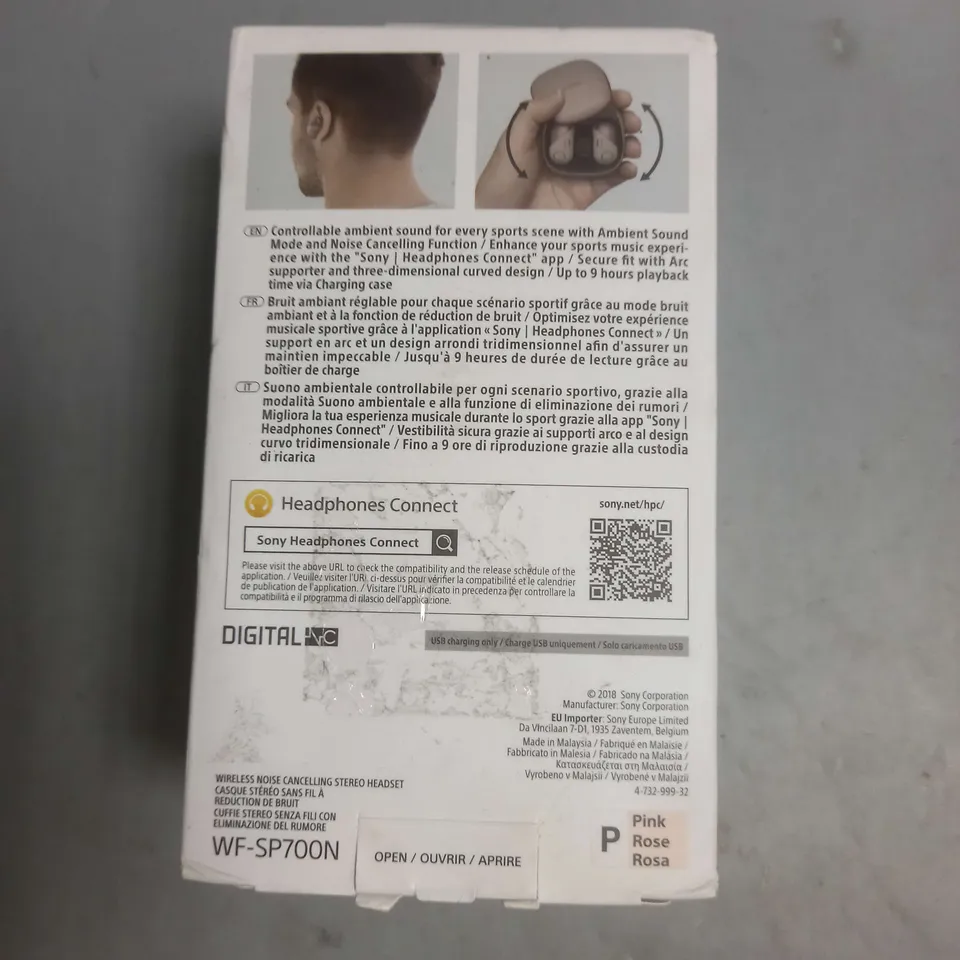 EN Controllable ambient sound for every sports scene with Ambient Sound
Mode and Noise Cancelling Function / Enhance your sports music experi-
ence with the "Sony | Headphones Connect" app / Secure fit with Arc
supporter and three-dimensional curved design / Up to 9 hours playback
time via Charging case
FR Bruit ambiant réglable pour chaque scénario sportif grâce au mode bruit
ambiant et à la fonction de réduction de bruit / Optimisez votre expérience
musicale sportive grâce à l'application « Sony | Headphones Connect » / Un
support en arc et un design arrondi tridimensionnel afin d'assurer un
maintien impeccable / Jusqu'à 9 heures de durée de lecture grâce au
boîtier de charge
IT Suono ambientale controllabile per ogni scenario sportivo, grazie alla
modalità Suono ambientale e alla funzione di eliminazione dei rumori /
Migliora la tua esperienza musicale durante lo sport grazie alla app "Sony |
Headphones Connect" / Vestibilità sicura grazie ai supporti arco e al design
curvo tridimensionale / Fino a 9 ore di riproduzione grazie alla custodia
di ricarica
Headphones Connect
sony.net/hpc/
Sony Headphones Connect
Please visit the above URL to check the compatibility and the release schedule of the
application. / Veuillez visiter l'URL ci-dessus pour vérifier la compatibilité et le calendrier
de publication de l'application. / Visitare l'URL indicato in precedenza per controllare la
compatibilità e il programma di rilascio dell'applicazione.
DIGITAL NC
USB charging only / Charge USB uniquement / Solo caricamento USB
© 2018 Sony Corporation
Manufacturer: Sony Corporation
EU Importer: Sony Europe Limited
Da Vincilaan 7-D1, 1935 Zaventem, Belgium
Made in Malaysia / Fabriqué en Malaisie /
Fabbricato in Malesia / Fabricado na Malásia /
Κατασκευάζεται στη Μαλαισία /
Vyrobeno v Malajsii / Vyrobené v Malajzii
4-732-999-32
WIRELESS NOISE CANCELLING STEREO HEADSET
CASQUE STÉRÉO SANS FIL À
RÉDUCTION DE BRUIT
CUFFIE STEREO SENZA FILI CON
ELIMINAZIONE DEL RUMORE
WF-SP700N
OPEN / OUVRIR / APRIRE
P
Pink
Rose
Rosa